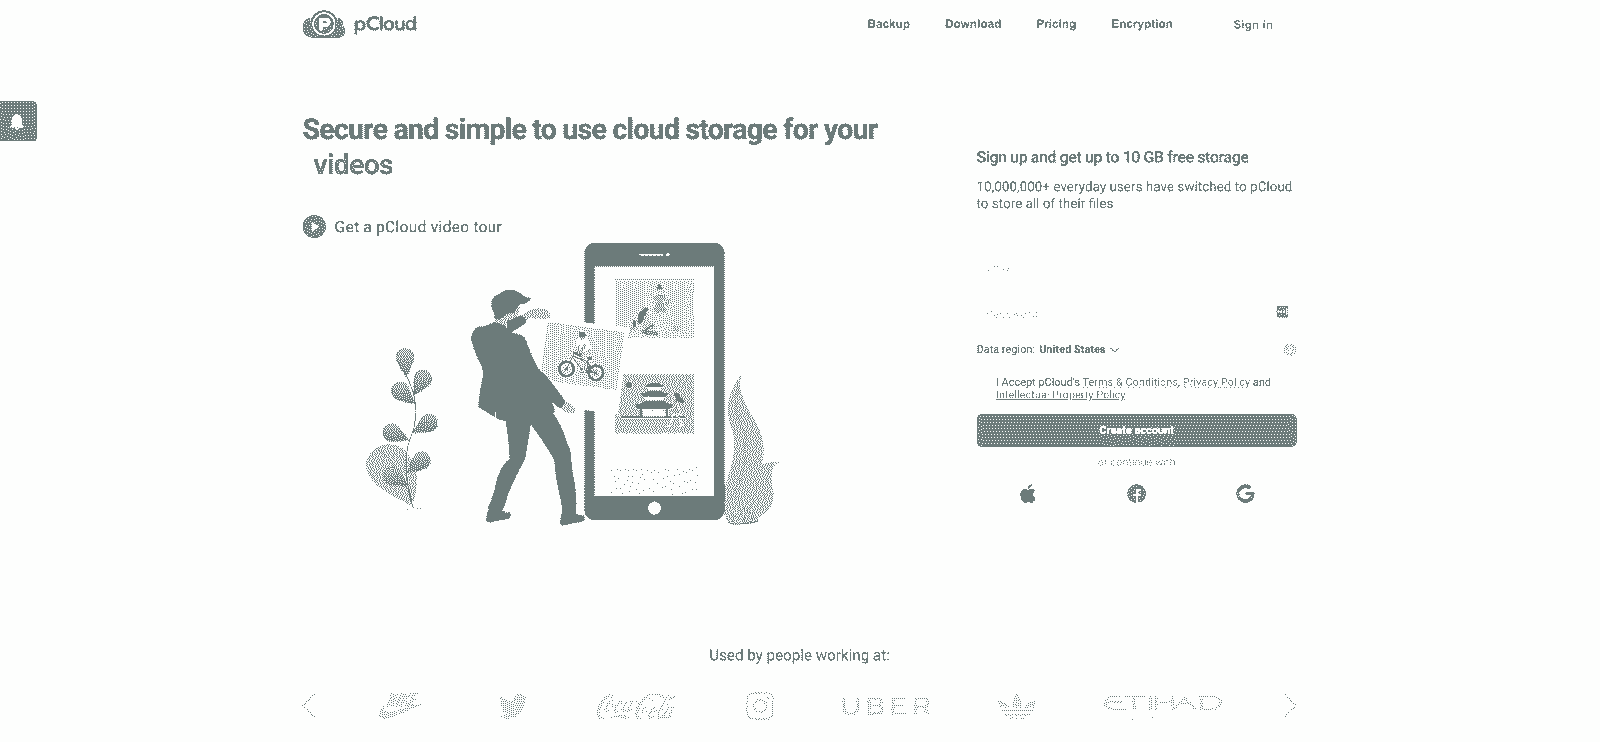 pCloud
Backup Download Pricing Encryption Sign in
Secure and simple to use cloud storage for your
videos
Get a pCloud video tour
Sign up and get up to 10 GB free storage
10,000,000+ everyday users have switched to pCloud
to store all of their files
Data region: United States
I Accept pCloud's Terms & Conditions, Privacy Policy and
Intellectual Property Policy
Create account
or continue with
Used by people working at:
Coca-Cola UBER ETIHAD